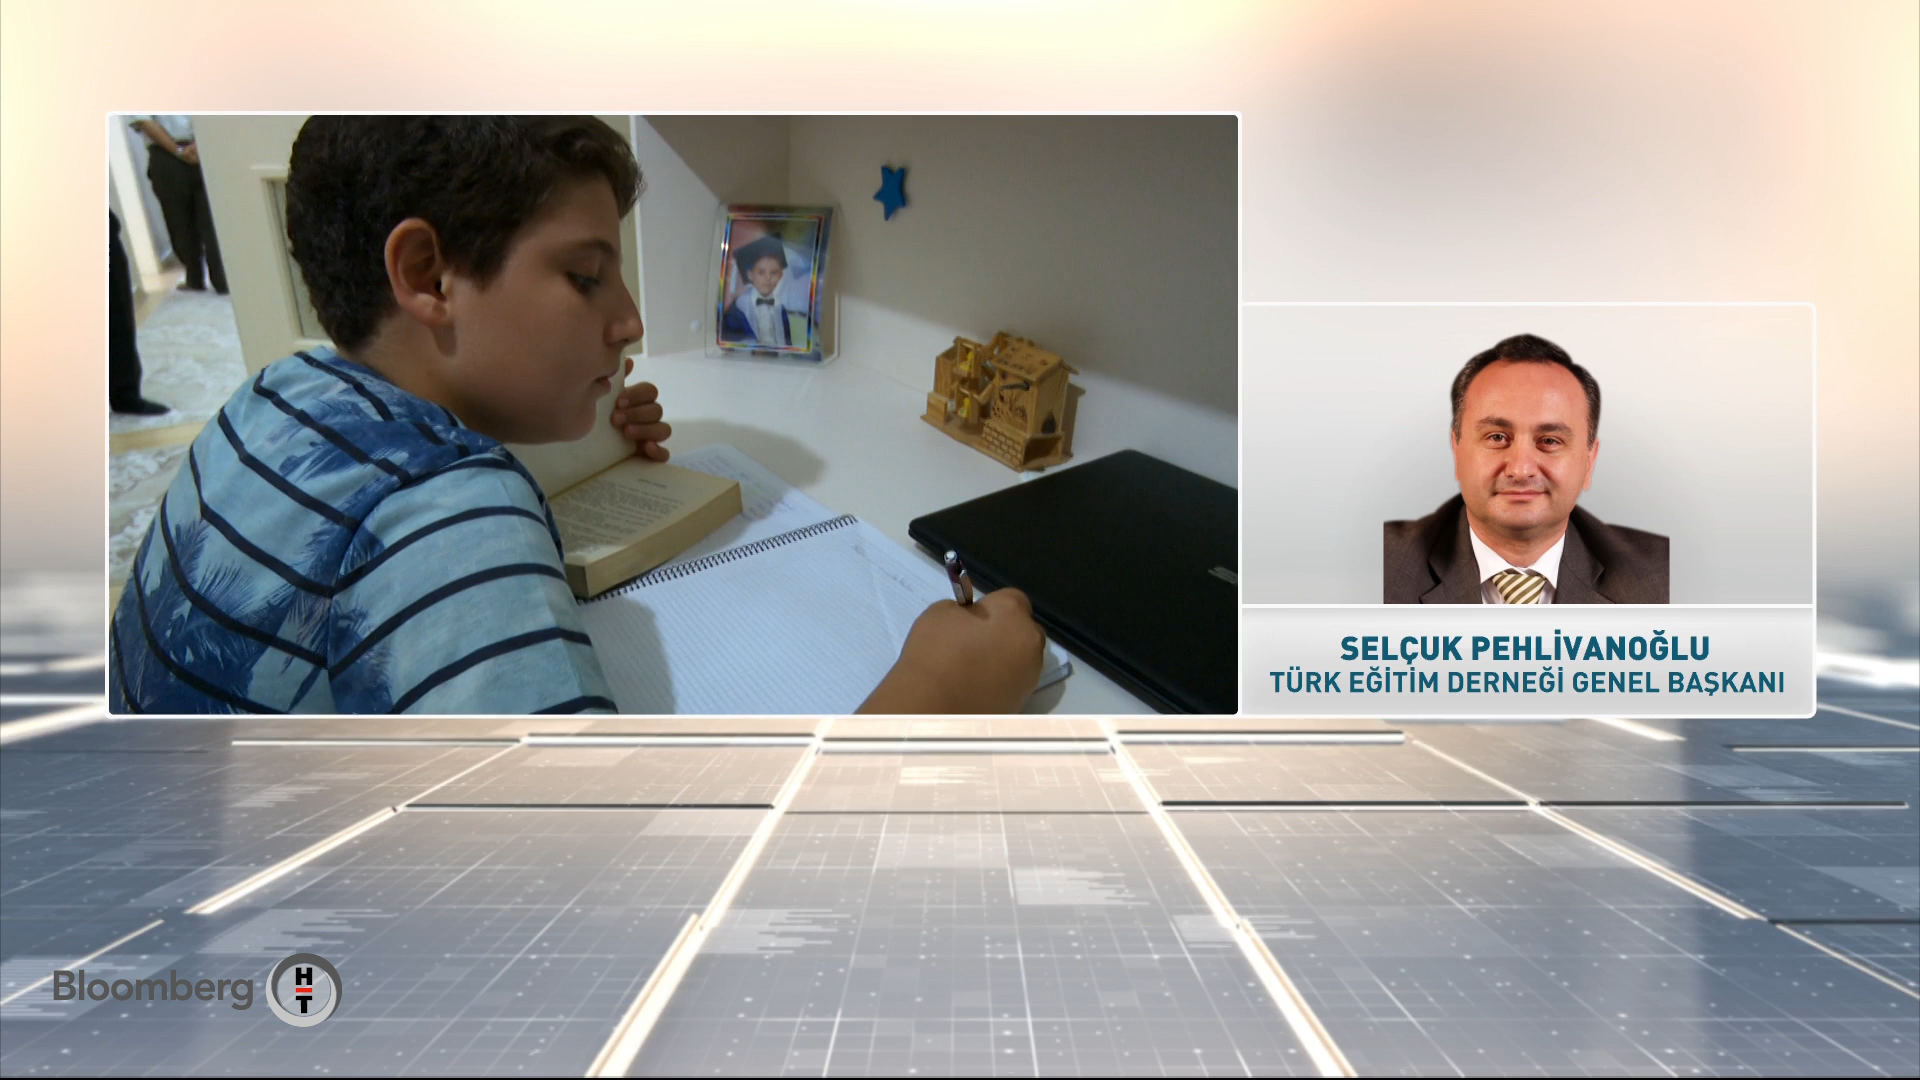 SELÇUK PEHLİVANOĞLU
TÜRK EĞİTİM DERNEĞİ GENEL BAŞKANI
Bloomberg HT